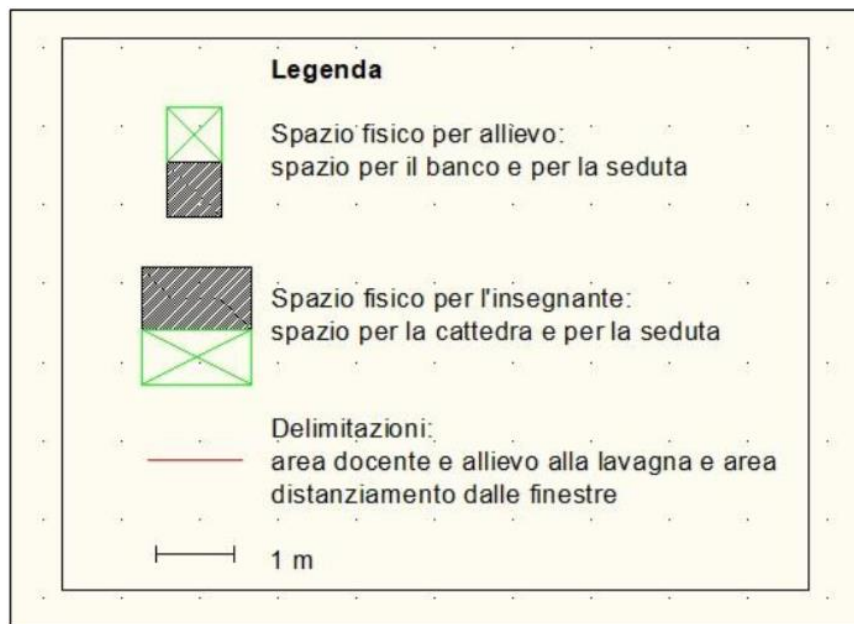 Legenda
Spazio fisico per allievo:
spazio per il banco e per la seduta
Spazio fisico per l'insegnante:
spazio per la cattedra e per la seduta
Delimitazioni:
area docente e allievo alla lavagna e area
distanziamento dalle finestre
1 m